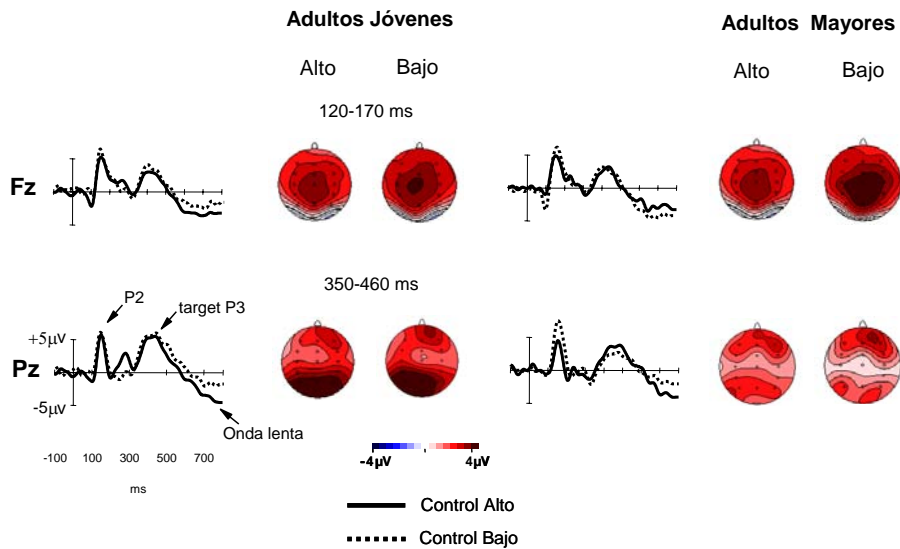 Adultos Jóvenes
Adultos Mayores
Alto Bajo
Alto Bajo
120-170 ms
Fz
350-460 ms
P2
target P3
+5µV
Pz
-5µV
Onda lenta
-100 100 300 500 700
ms
-4µV 4µV
Control Alto
Control Bajo